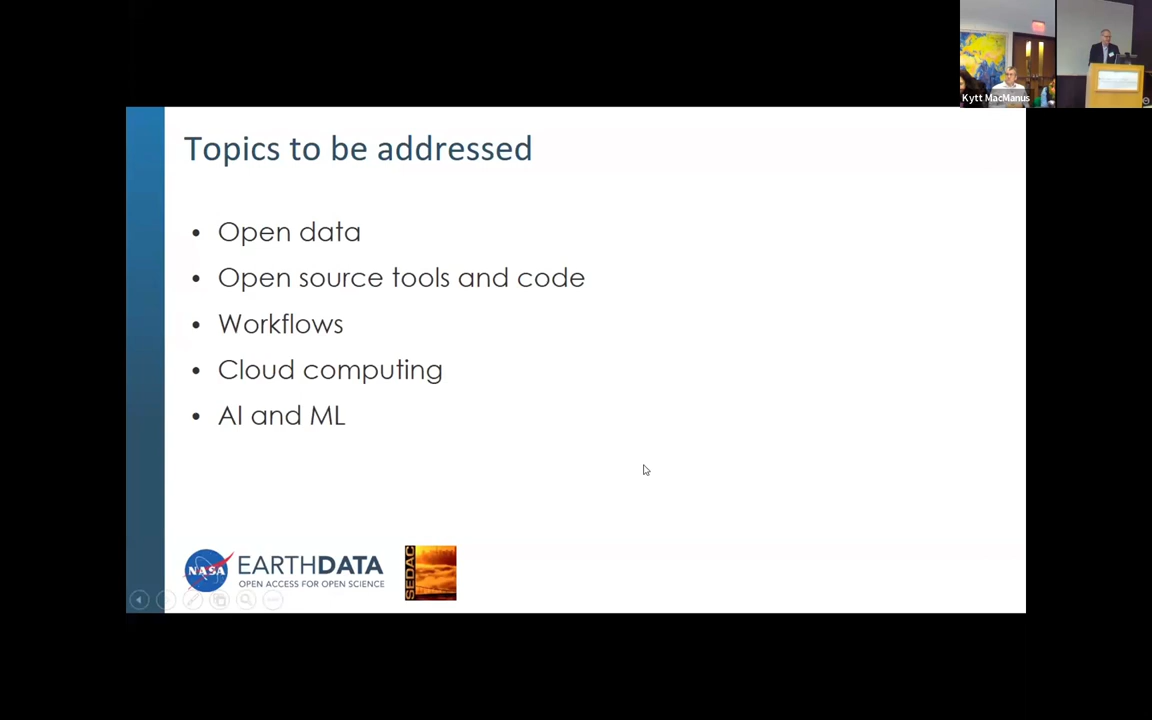 Kytt MacManus
Topics to be addressed
• Open data
• Open source tools and code
• Workflows
• Cloud computing
• AI and ML
NASA
EARTHDATA
OPEN ACCESS FOR OPEN SCIENCE
SEDAC